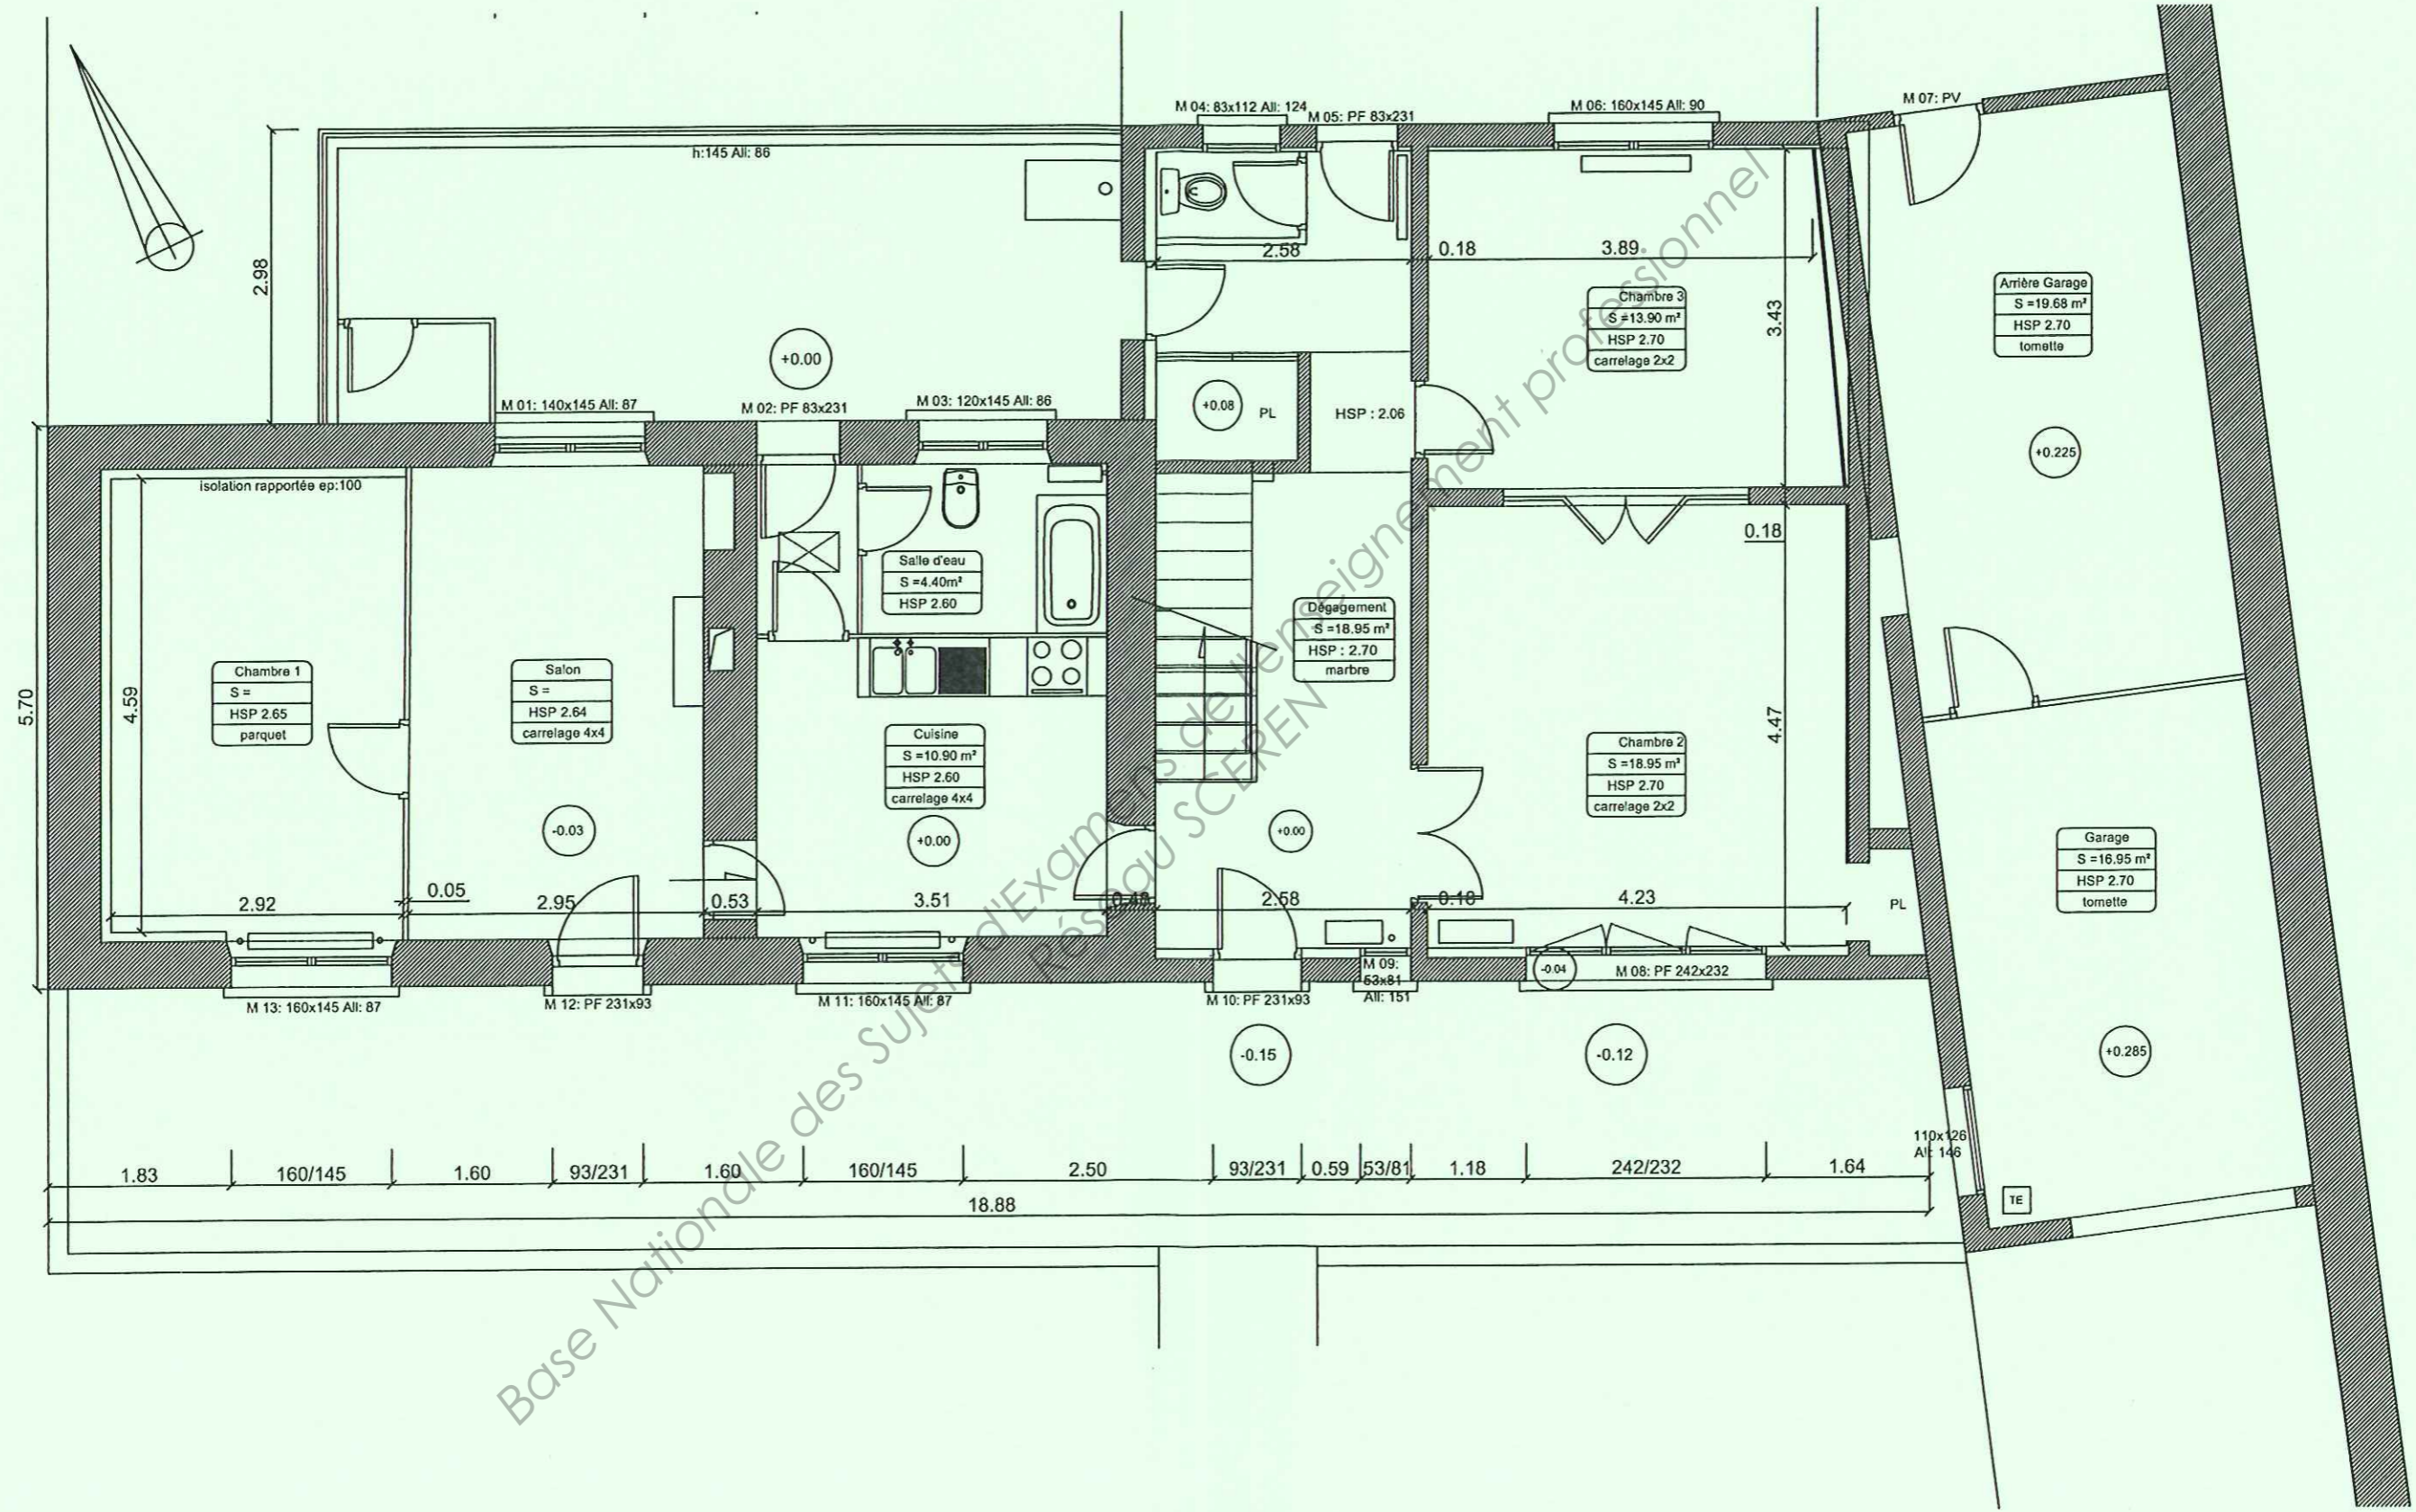 M 04: 83x112 All: 124
M 05: PF 83x231
M 06: 160x145 All: 90
M 07: PV
h:145 All: 86
2.98
2.58
0.18
3.89
3.43
Chambre 3
S =13.90 m²
HSP 2.70
carrelage 2x2
Arrière Garage
S =19.68 m²
HSP 2.70
tomette
+0.225
+0.00
M 01: 140x145 All: 87
M 02: PF 83x231
M 03: 120x145 All: 86
+0.08
PL
HSP : 2.06
isolation rapportée ep:100
0.18
Salle d'eau
S =4.40m²
HSP 2.60
Dégagement
S =18.95 m²
HSP : 2.70
marbre
5.70
4.59
Chambre 1
S =
HSP 2.65
parquet
Salon
S =
HSP 2.64
carrelage 4x4
Cuisine
S =10.90 m²
HSP 2.60
carrelage 4x4
4.47
Chambre 2
S =18.95 m²
HSP 2.70
carrelage 2x2
Garage
S =16.95 m²
HSP 2.70
tomette
-0.03
+0.00
+0.00
2.92
0.05
2.95
0.53
3.51
2.58
0.18
4.23
PL
M 13: 160x145 All: 87
M 12: PF 231x93
M 11: 160x145 All: 87
M 10: PF 231x93
M 09:
53x81
All: 151
-0.04
M 08: PF 242x232
-0.15
-0.12
+0.285
110x126
All: 146
1.83
160/145
1.60
93/231
1.60
160/145
2.50
93/231
0.59
53/81
1.18
242/232
1.64
18.88
TE
Base Nationale des Sujets d'Examens de l'enseignement professionnel
Réseau SCEREN